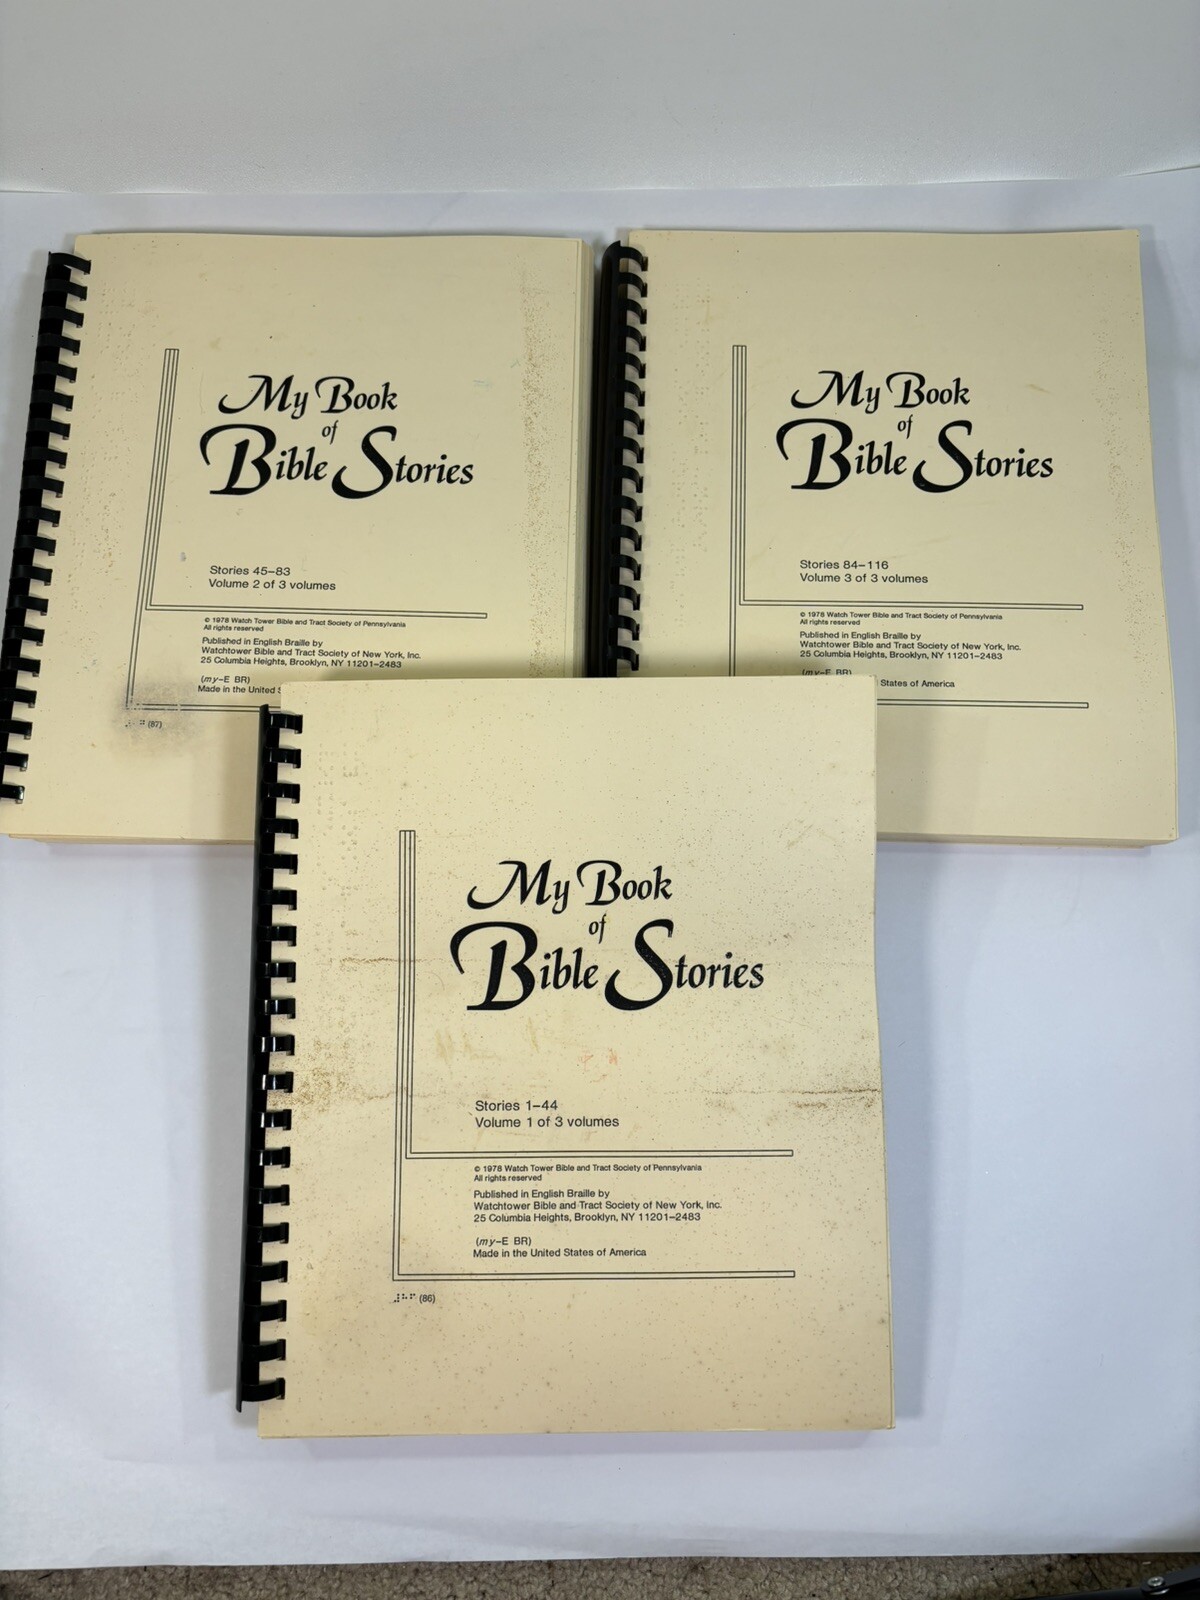 My Book
of
Bible Stories
Stories 45–83
Volume 2 of 3 volumes
© 1978 Watch Tower Bible and Tract Society of Pennsylvania
All rights reserved
Published in English Braille by
Watchtower Bible and Tract Society of New York, Inc.
25 Columbia Heights, Brooklyn, NY 11201–2483
(my–E BR)
Made in the United
(87)
My Book
of
Bible Stories
Stories 84–116
Volume 3 of 3 volumes
© 1978 Watch Tower Bible and Tract Society of Pennsylvania
All rights reserved
Published in English Braille by
Watchtower Bible and Tract Society of New York, Inc.
25 Columbia Heights, Brooklyn, NY 11201–2483
(my–E BR)
States of America
My Book
of
Bible Stories
Stories 1–44
Volume 1 of 3 volumes
© 1978 Watch Tower Bible and Tract Society of Pennsylvania
All rights reserved
Published in English Braille by
Watchtower Bible and Tract Society of New York, Inc.
25 Columbia Heights, Brooklyn, NY 11201–2483
(my–E BR)
Made in the United States of America
(86)